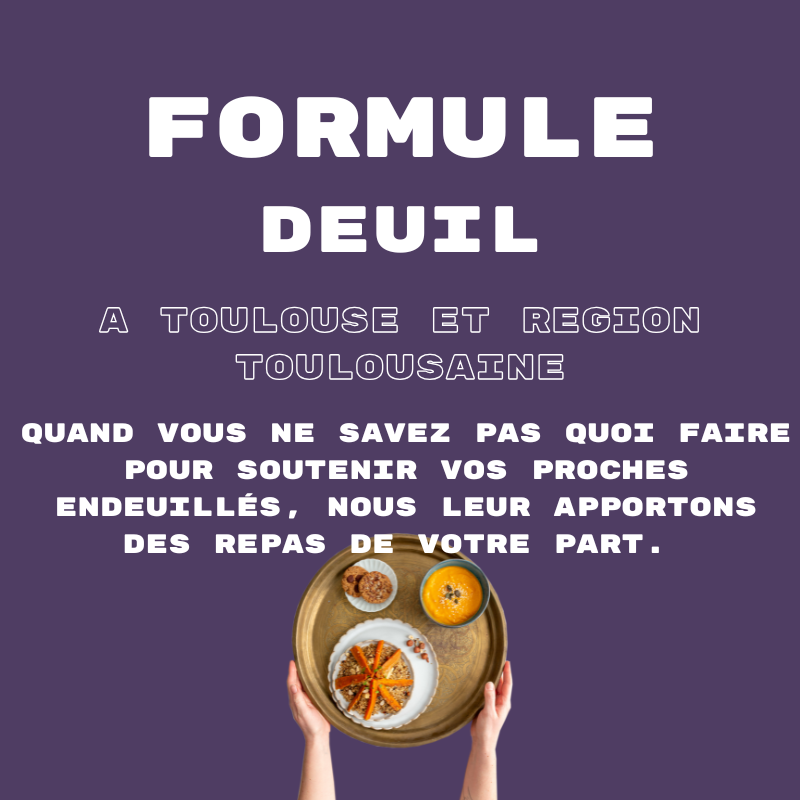 FORMULE
DEUIL
A TOULOUSE ET REGION
TOULOUSAINE
QUAND VOUS NE SAVEZ PAS QUOI FAIRE
POUR SOUTENIR VOS PROCHES
ENDEUILLÉS, NOUS LEUR APPORTONS
DES REPAS DE VOTRE PART.